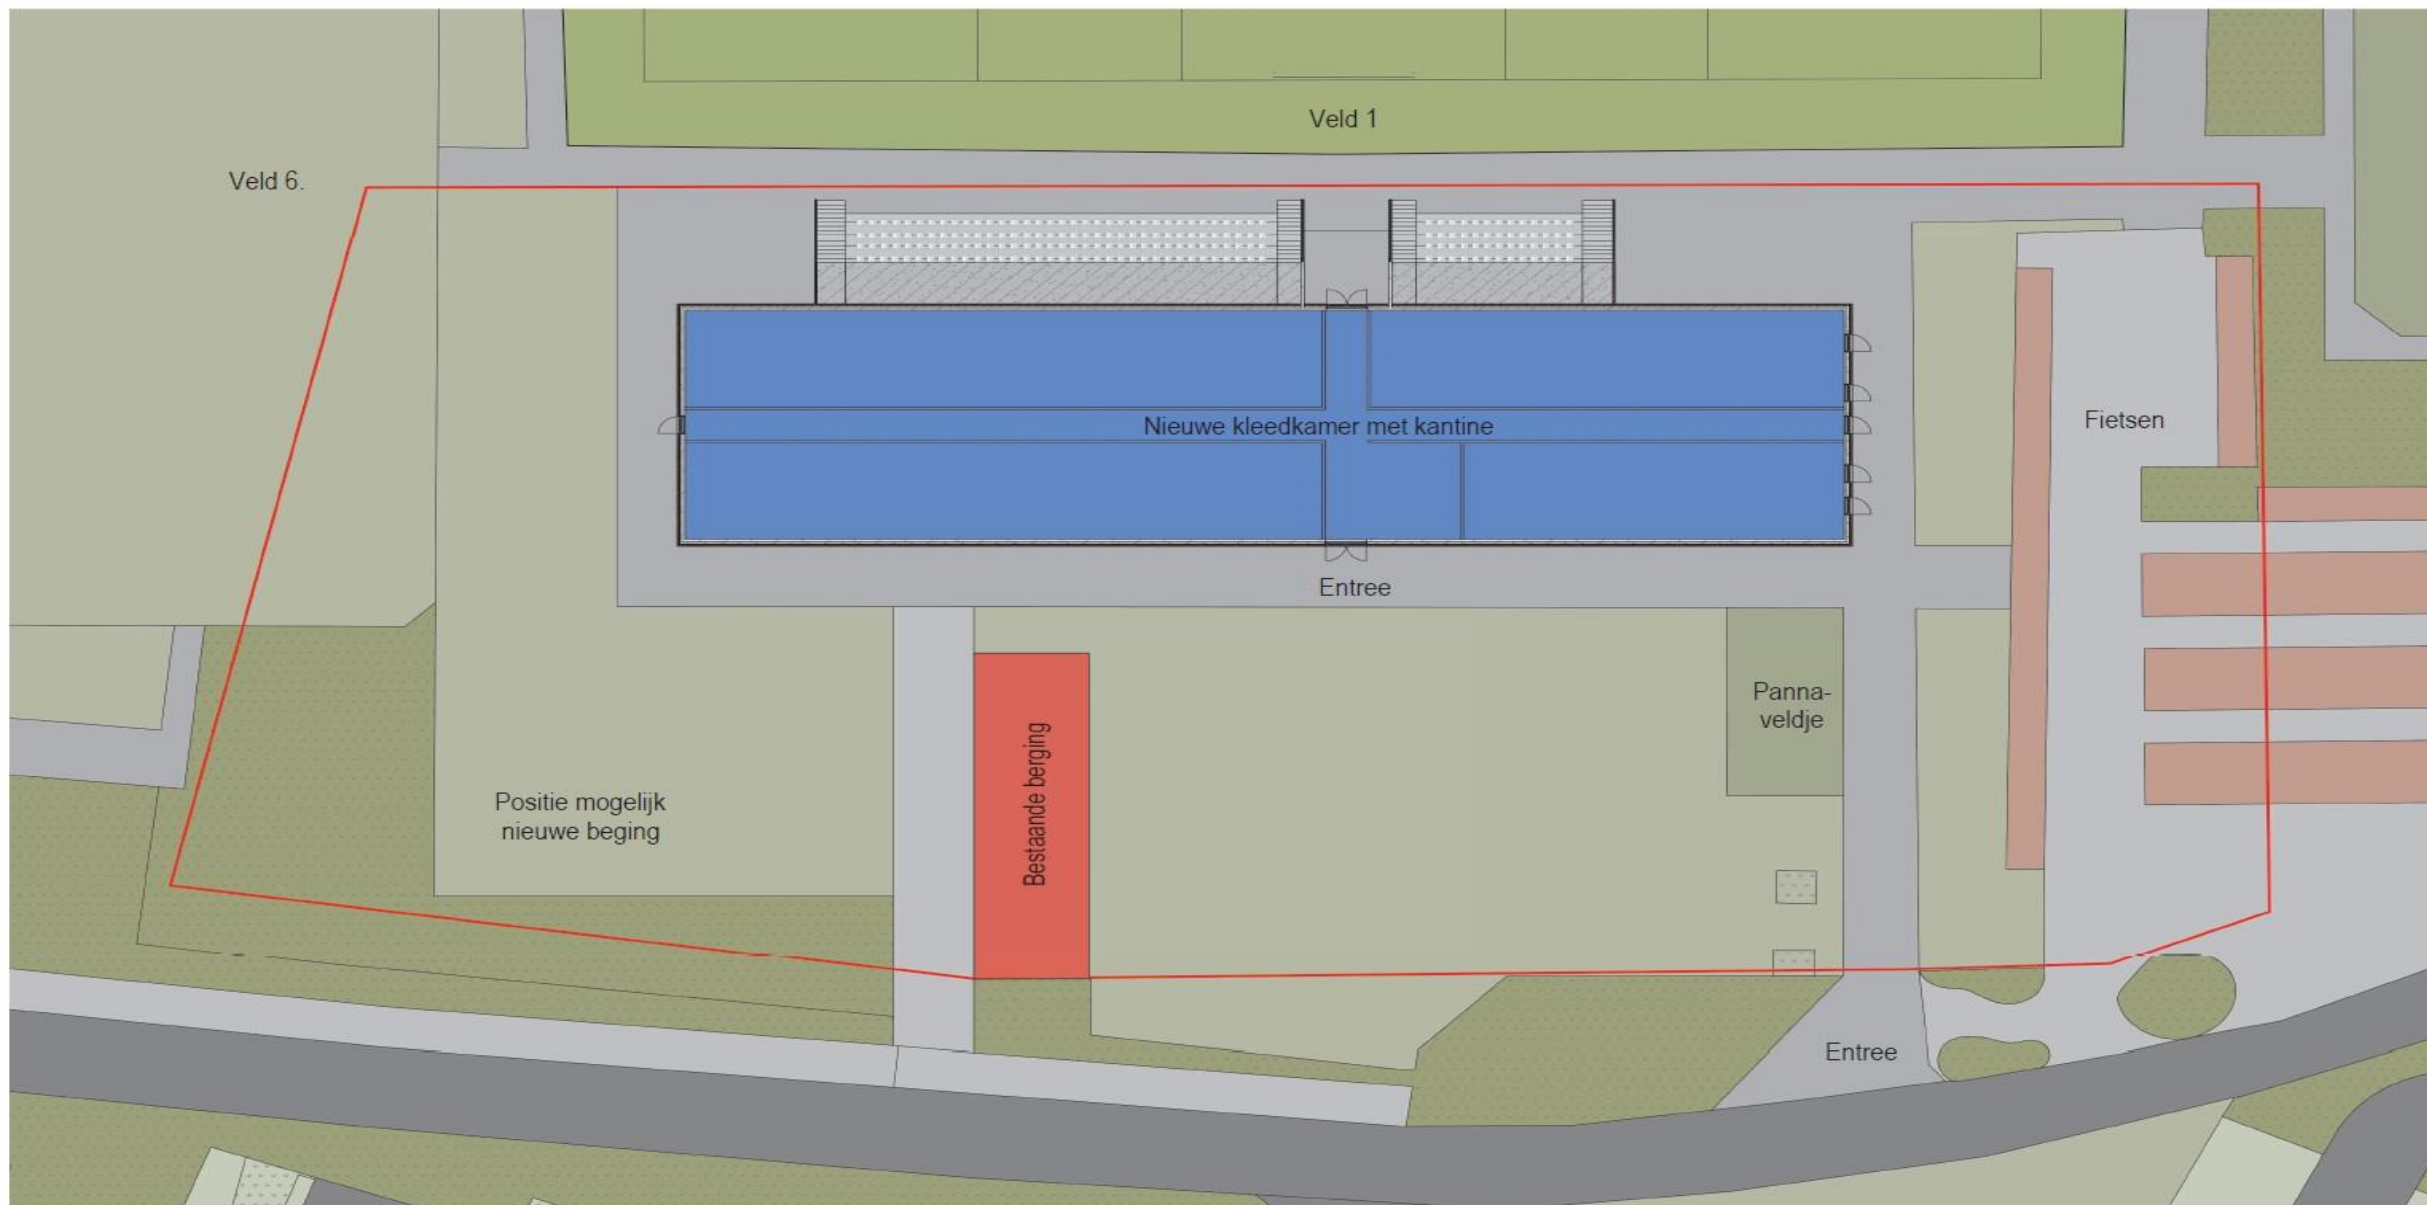 Veld 1
Veld 6.
Fietsen
Nieuwe kleedkamer met kantine
Entree
Panna-
veldje
Bestaande berging
Positie mogelijk
nieuwe beging
Entree